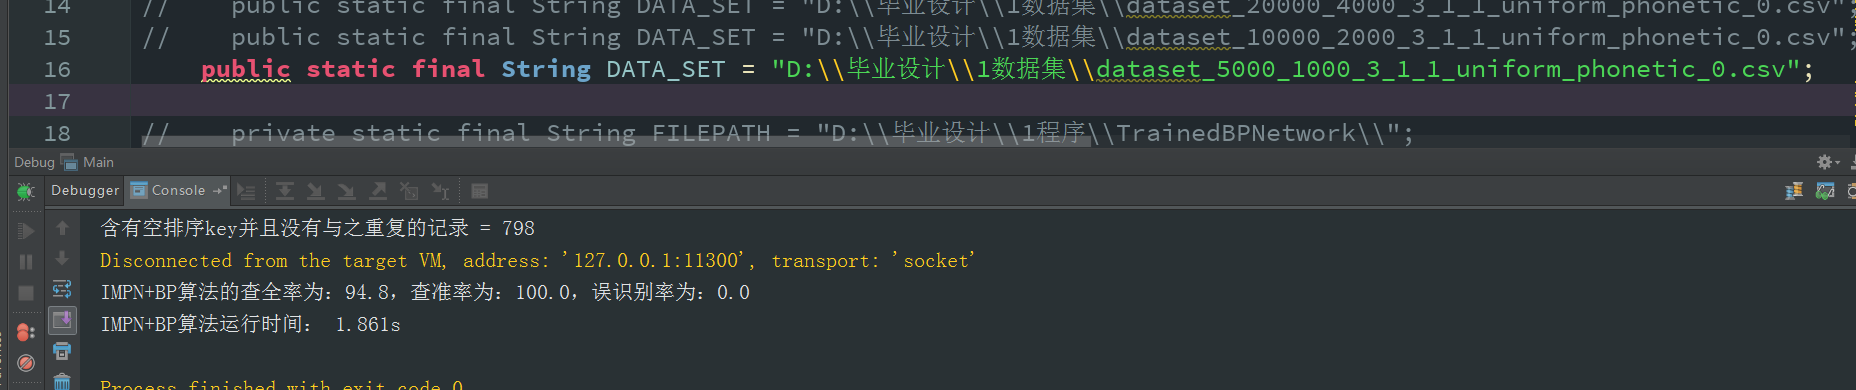 14 //    public static final String DATA_SET = "D:\\毕业设计\\1数据集\\dataset_20000_4000_3_1_1_uniform_phonetic_0.csv";
15 //    public static final String DATA_SET = "D:\\毕业设计\\1数据集\\dataset_10000_2000_3_1_1_uniform_phonetic_0.csv";
16     public static final String DATA_SET = "D:\\毕业设计\\1数据集\\dataset_5000_1000_3_1_1_uniform_phonetic_0.csv";
17
18 //    private static final String FILEPATH = "D:\\毕业设计\\1程序\\TrainedBPNetwork\\";
Debug Main
Debugger Console
含有空排序key并且没有与之重复的记录 = 798
Disconnected from the target VM, address: '127.0.0.1:11300', transport: 'socket'
IMPN+BP算法的查全率为：94.8，查准率为：100.0，误识别率为：0.0
IMPN+BP算法运行时间： 1.861s
Process finished with exit code 0